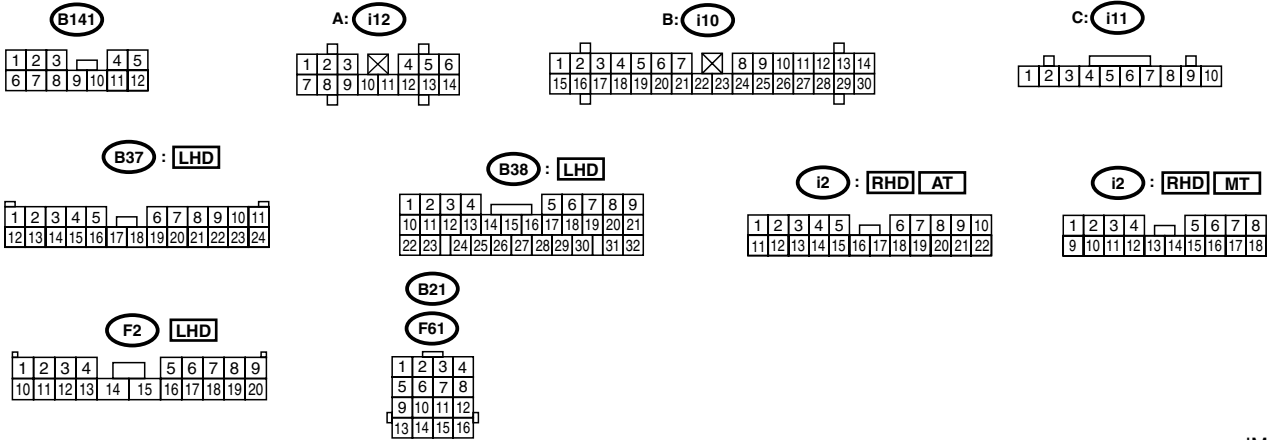 B141
A: i12
B: i10
C: i11
1 2 3 4 5
6 7 8 9 10 11 12
1 2 3 4 5 6
7 8 9 10 11 12 13 14
1 2 3 4 5 6 7 8 9 10 11 12 13 14
15 16 17 18 19 20 21 22 23 24 25 26 27 28 29 30
1 2 3 4 5 6 7 8 9 10
B37 : LHD
B38 : LHD
i2 : RHD AT
i2 : RHD MT
1 2 3 4 5 6 7 8 9 10 11
12 13 14 15 16 17 18 19 20 21 22 23 24
1 2 3 4 5 6 7 8 9
10 11 12 13 14 15 16 17 18 19 20 21
22 23 24 25 26 27 28 29 30 31 32
1 2 3 4 5 6 7 8 9 10
11 12 13 14 15 16 17 18 19 20 21 22
1 2 3 4 5 6 7 8
9 10 11 12 13 14 15 16 17 18
F2 LHD
B21
F61
1 2 3 4 5 6 7 8 9
10 11 12 13 14 15 16 17 18 19 20
1 2 3 4
5 6 7 8
9 10 11 12
13 14 15 16